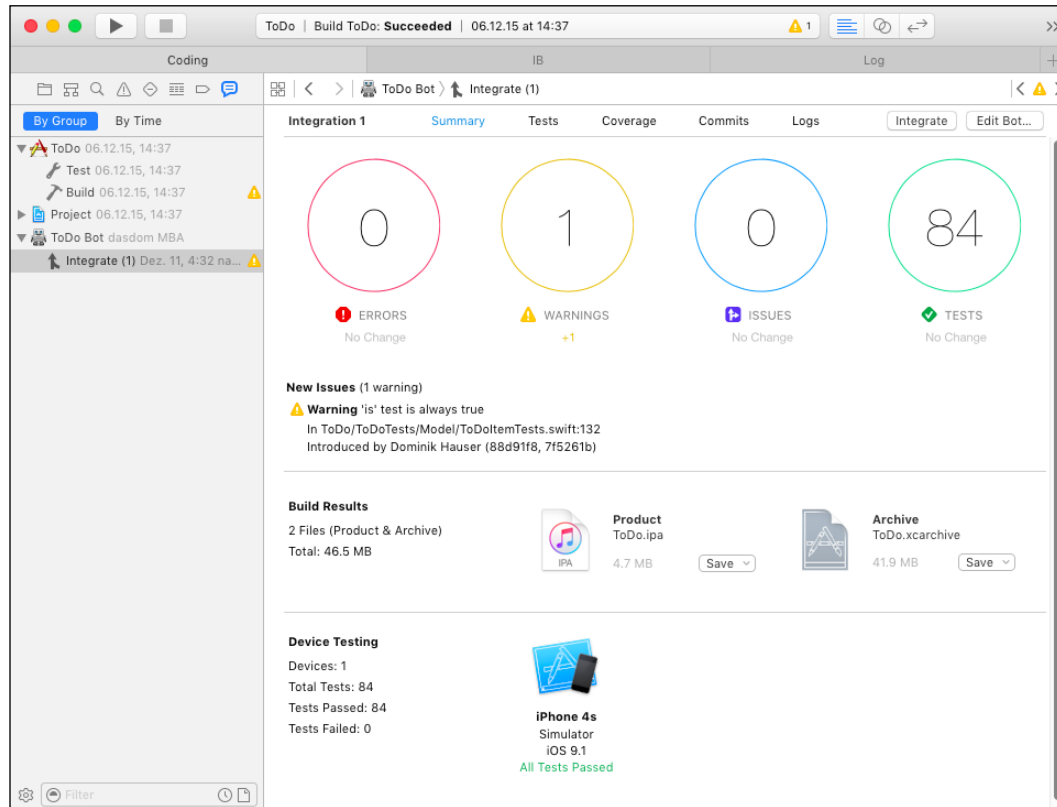 ToDo | Build ToDo: Succeeded | 06.12.15 at 14:37 1
Coding IB Log
ToDo Bot Integrate (1)
By Group By Time
Integration 1 Summary Tests Coverage Commits Logs Integrate Edit Bot...
ToDo 06.12.15, 14:37
Test 06.12.15, 14:37
Build 06.12.15, 14:37
Project 06.12.15, 14:37
ToDo Bot dasdom MBA
Integrate (1) Dez. 11, 4:32 na...
0 1 0 84
ERRORS WARNINGS ISSUES TESTS
No Change +1 No Change No Change
New Issues (1 warning)
Warning 'is' test is always true
In ToDo/ToDoTests/Model/ToDoItemTests.swift:132
Introduced by Dominik Hauser (88d91f8, 7f5261b)
Build Results
2 Files (Product & Archive)
Total: 46.5 MB
IPA
Product
ToDo.ipa
4.7 MB Save
Archive
ToDo.xcarchive
41.9 MB Save
Device Testing
Devices: 1
Total Tests: 84
Tests Passed: 84
Tests Failed: 0
iPhone 4s
Simulator
iOS 9.1
All Tests Passed
Filter